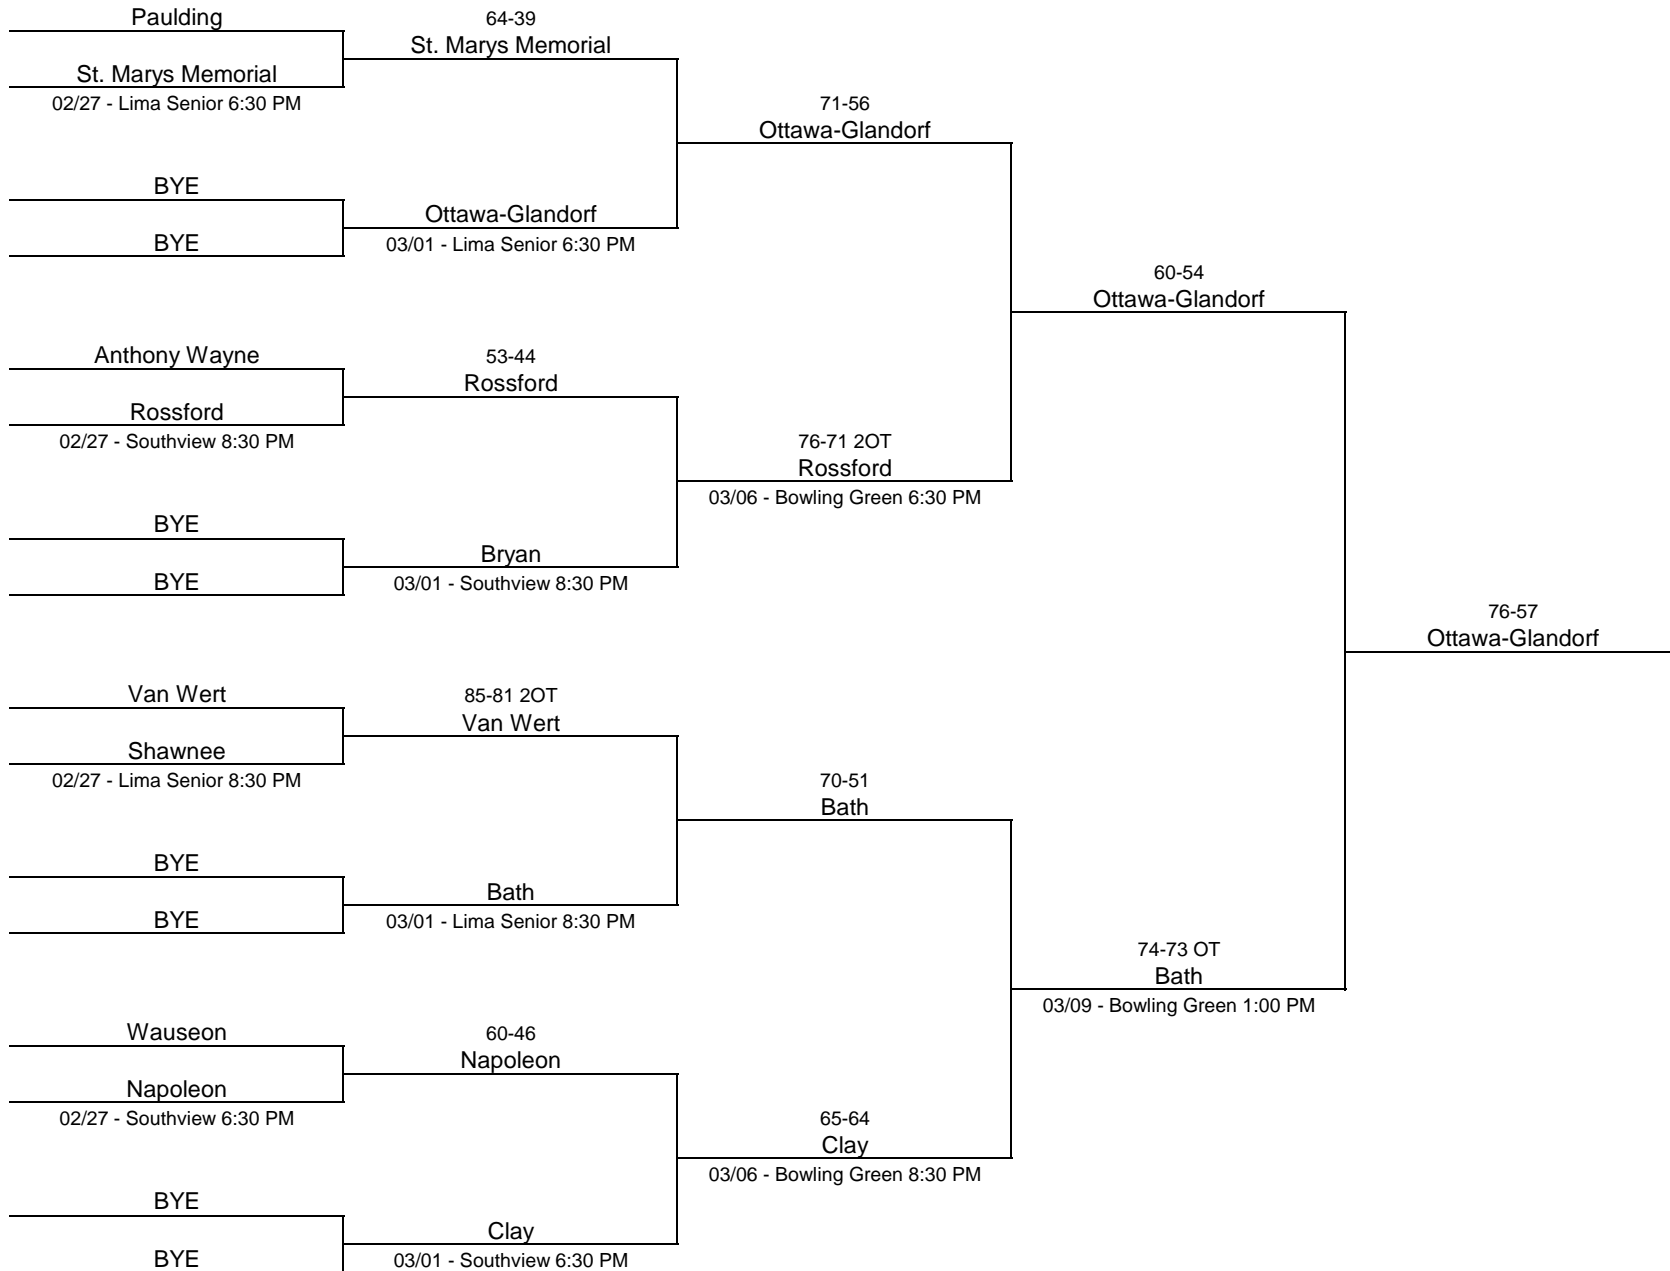 Paulding
64-39
St. Marys Memorial
St. Marys Memorial
02/27 - Lima Senior 6:30 PM
71-56
Ottawa-Glandorf
BYE
Ottawa-Glandorf
BYE
03/01 - Lima Senior 6:30 PM
60-54
Ottawa-Glandorf
Anthony Wayne
53-44
Rossford
Rossford
02/27 - Southview 8:30 PM
76-71 2OT
Rossford
03/06 - Bowling Green 6:30 PM
BYE
Bryan
BYE
03/01 - Southview 8:30 PM
76-57
Ottawa-Glandorf
Van Wert
85-81 2OT
Van Wert
Shawnee
02/27 - Lima Senior 8:30 PM
70-51
Bath
BYE
Bath
BYE
03/01 - Lima Senior 8:30 PM
74-73 OT
Bath
03/09 - Bowling Green 1:00 PM
Wauseon
60-46
Napoleon
Napoleon
02/27 - Southview 6:30 PM
65-64
Clay
03/06 - Bowling Green 8:30 PM
BYE
Clay
BYE
03/01 - Southview 6:30 PM